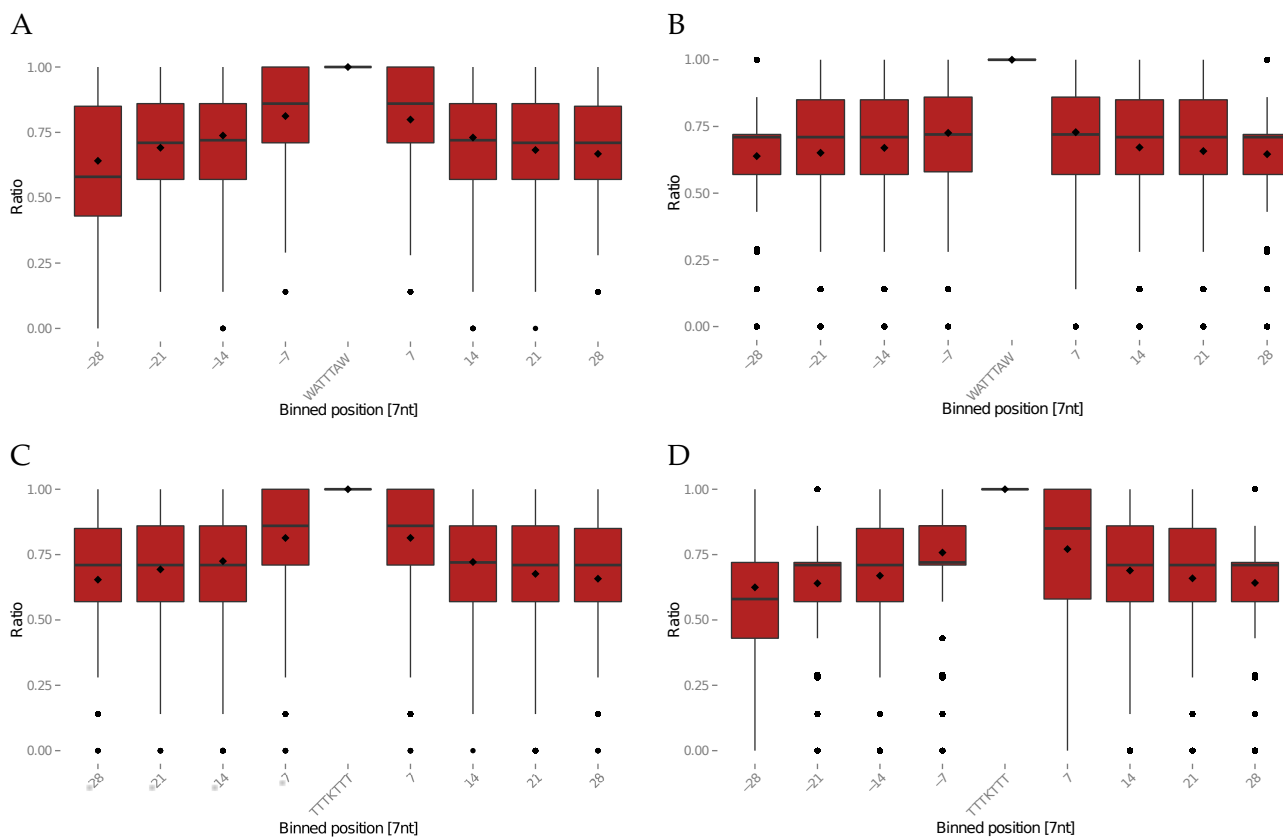 A
Ratio
1.00
0.75
0.50
0.25
0.00
−28 −21 −14 −7 WATTTAW 7 14 21 28
Binned position [7nt]
B
Ratio
1.00
0.75
0.50
0.25
0.00
−28 −21 −14 −7 WATTTAW 7 14 21 28
Binned position [7nt]
C
Ratio
1.00
0.75
0.50
0.25
0.00
28 21 14 7 TTTKTTT 7 14 21 28
Binned position [7nt]
D
Ratio
1.00
0.75
0.50
0.25
0.00
−28 −21 −14 −7 TTTKTTT 7 14 21 28
Binned position [7nt]